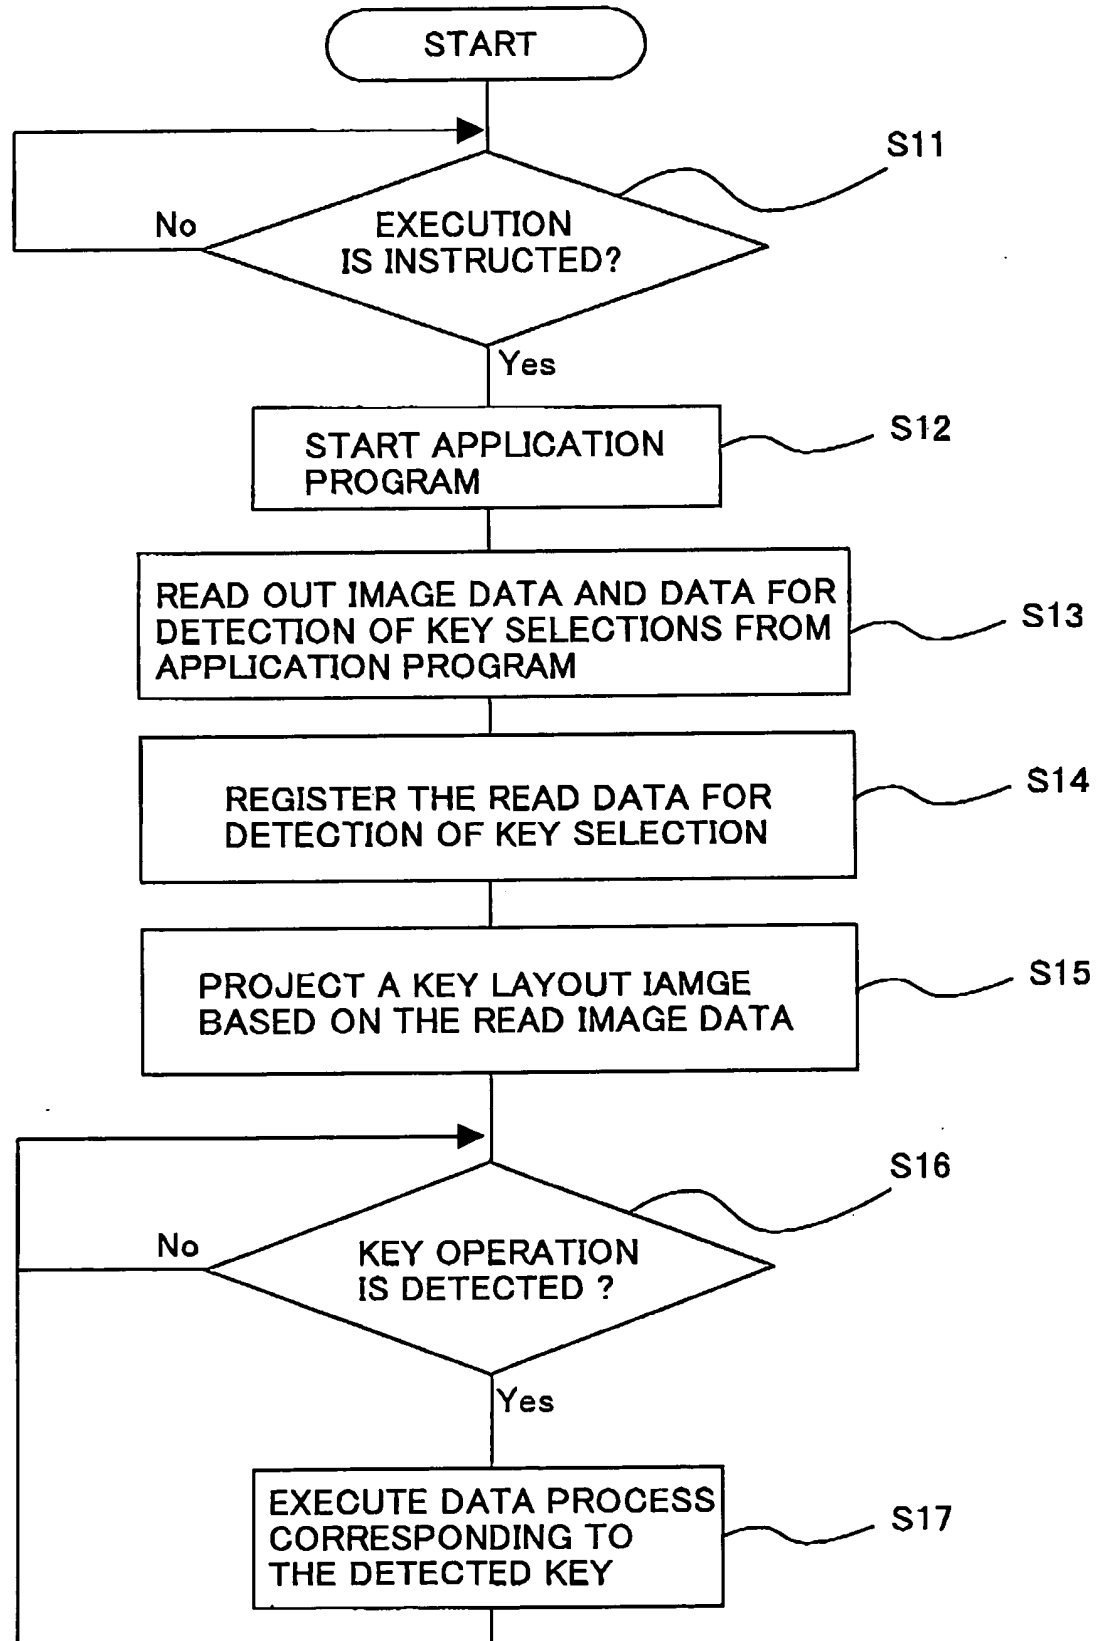 START
S11
No
EXECUTION
IS INSTRUCTED?
Yes
S12
START APPLICATION
PROGRAM
READ OUT IMAGE DATA AND DATA FOR
DETECTION OF KEY SELECTIONS FROM
APPLICATION PROGRAM
S13
S14
REGISTER THE READ DATA FOR
DETECTION OF KEY SELECTION
S15
PROJECT A KEY LAYOUT IAMGE
BASED ON THE READ IMAGE DATA
S16
No
KEY OPERATION
IS DETECTED ?
Yes
EXECUTE DATA PROCESS
CORRESPONDING TO
THE DETECTED KEY
S17